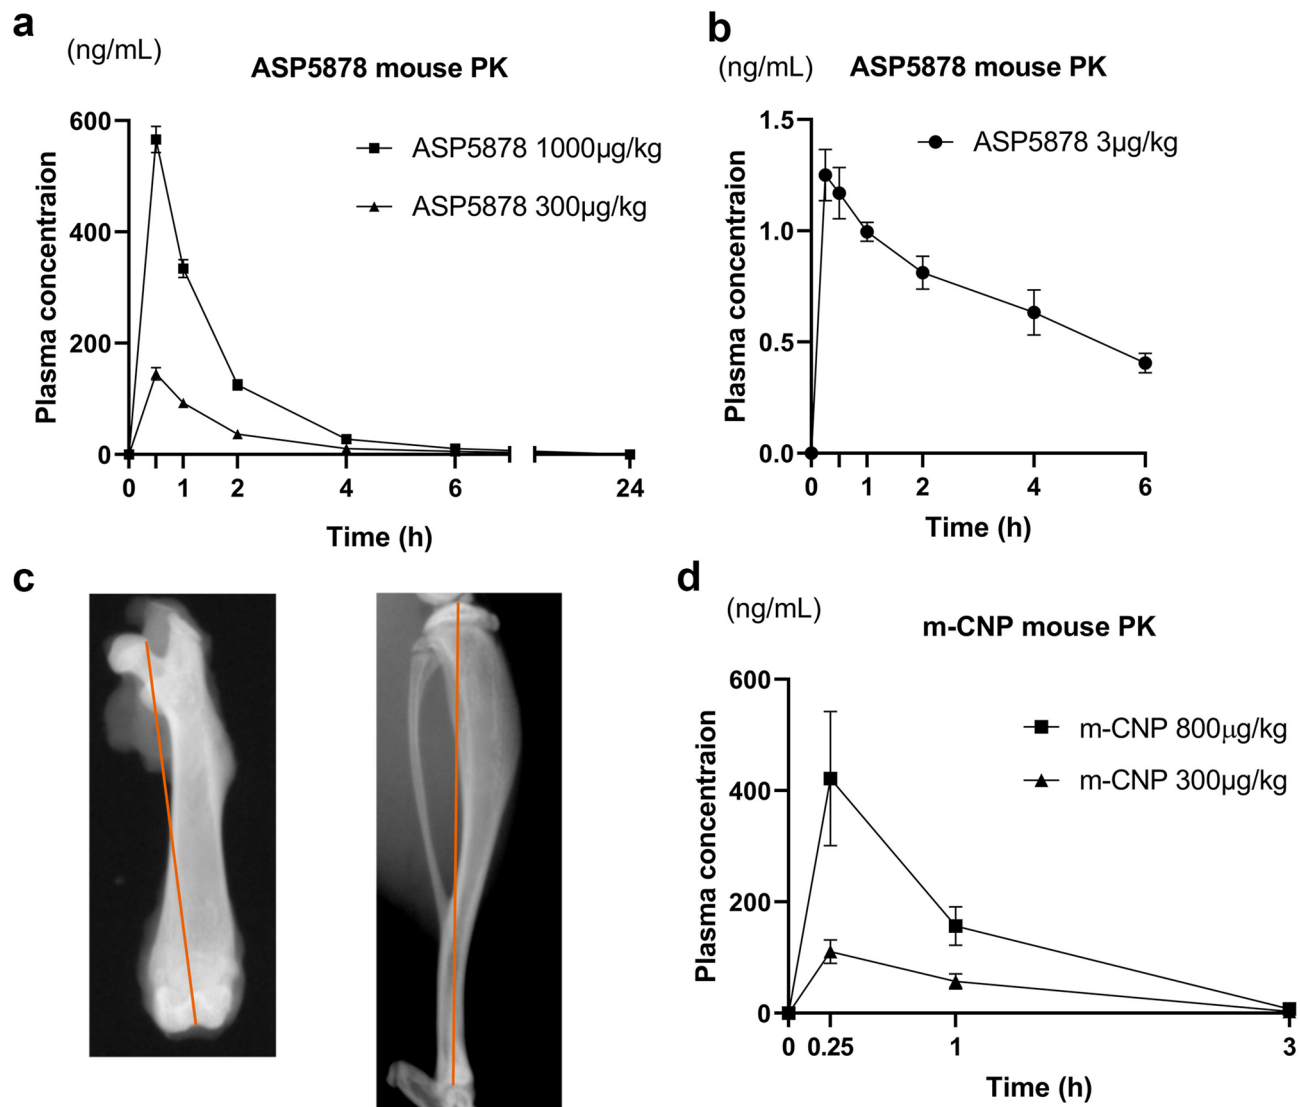 a
(ng/mL)
ASP5878 mouse PK
600
400
200
0
Plasma concentraion
ASP5878 1000µg/kg
ASP5878 300µg/kg
0 1 2 4 6 24
Time (h)
b
(ng/mL)
ASP5878 mouse PK
1.5
1.0
0.5
0.0
Plasma concentraion
ASP5878 3µg/kg
0 1 2 4 6
Time (h)
c
d
(ng/mL)
m-CNP mouse PK
600
400
200
0
Plasma concentraion
m-CNP 800µg/kg
m-CNP 300µg/kg
0 0.25 1 3
Time (h)